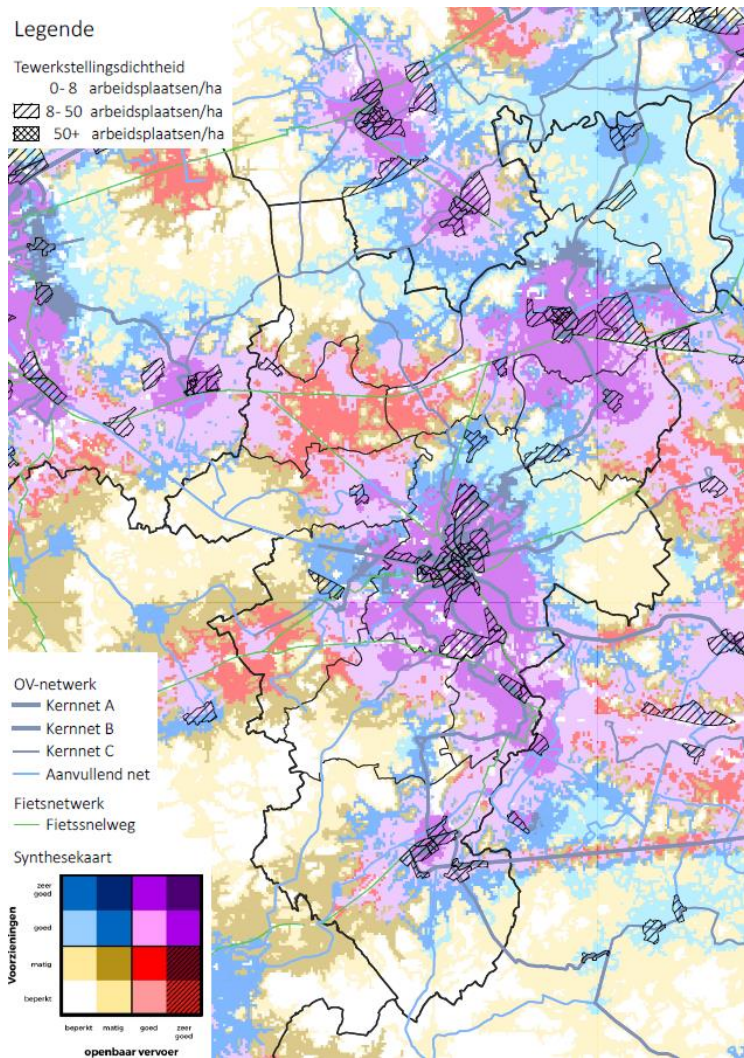 Legende
Tewerkstellingsdichtheid
0- 8 arbeidsplaatsen/ha
8- 50 arbeidsplaatsen/ha
50+ arbeidsplaatsen/ha
OV-netwerk
Kernnet A
Kernnet B
Kernnet C
Aanvullend net
Fietsnetwerk
Fietssnelweg
Synthesekaart
Voorzieningen
zeer goed
goed
matig
beperkt
beperkt matig goed zeer goed
openbaar vervoer